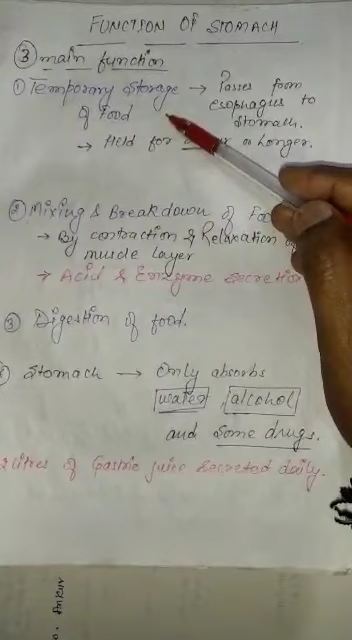 FUNCTION OF STOMACH
③ main function
① Temporary Storage → Passes from
of Food esophagus to
stomach.
→ Held for or Longer.
② Mixing & Breakdown of
→ By contraction & Relaxation
muscle layer
→ Acid & Enzyme Secretion
③ Digestion of food.
Stomach → Only absorbs
water alcohol
and some drugs.
litres of Gastric juice Secreted daily.